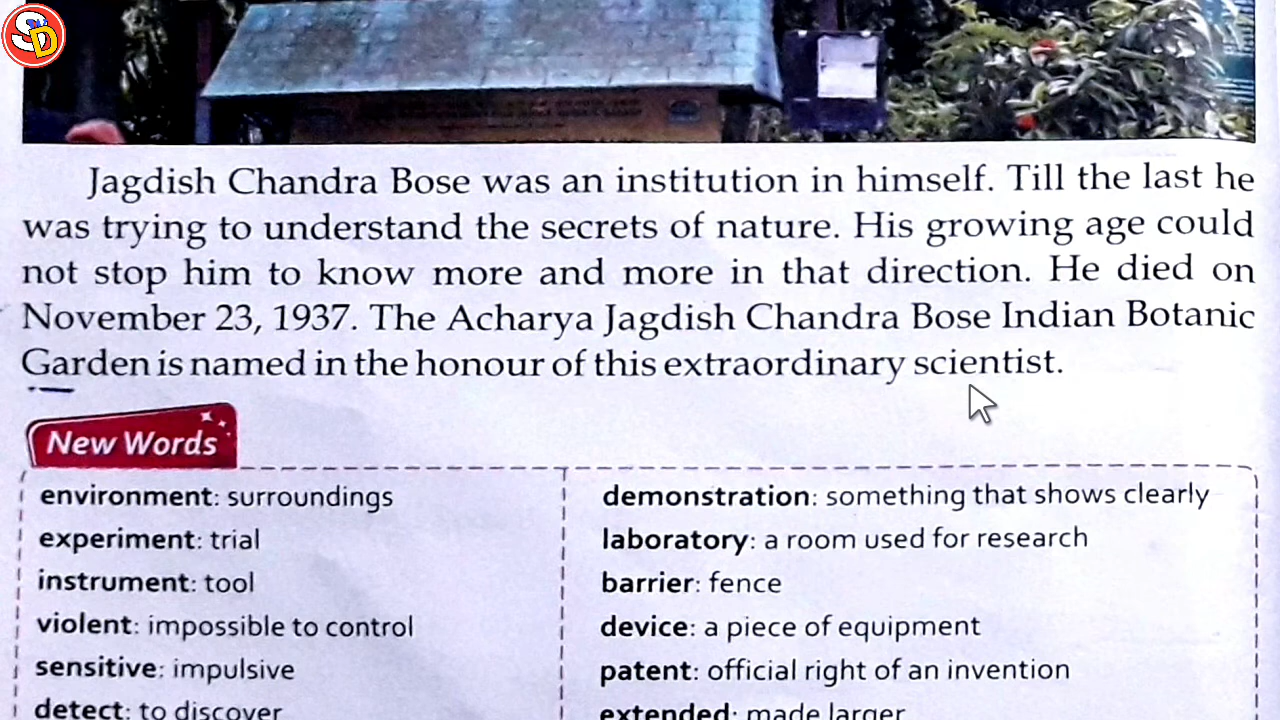 SD
Jagdish Chandra Bose was an institution in himself. Till the last he
was trying to understand the secrets of nature. His growing age could
not stop him to know more and more in that direction. He died on
November 23, 1937. The Acharya Jagdish Chandra Bose Indian Botanic
Garden is named in the honour of this extraordinary scientist.
New Words
environment: surroundings
experiment: trial
instrument: tool
violent: impossible to control
sensitive: impulsive
detect: to discover
demonstration: something that shows clearly
laboratory: a room used for research
barrier: fence
device: a piece of equipment
patent: official right of an invention
extended: made larger